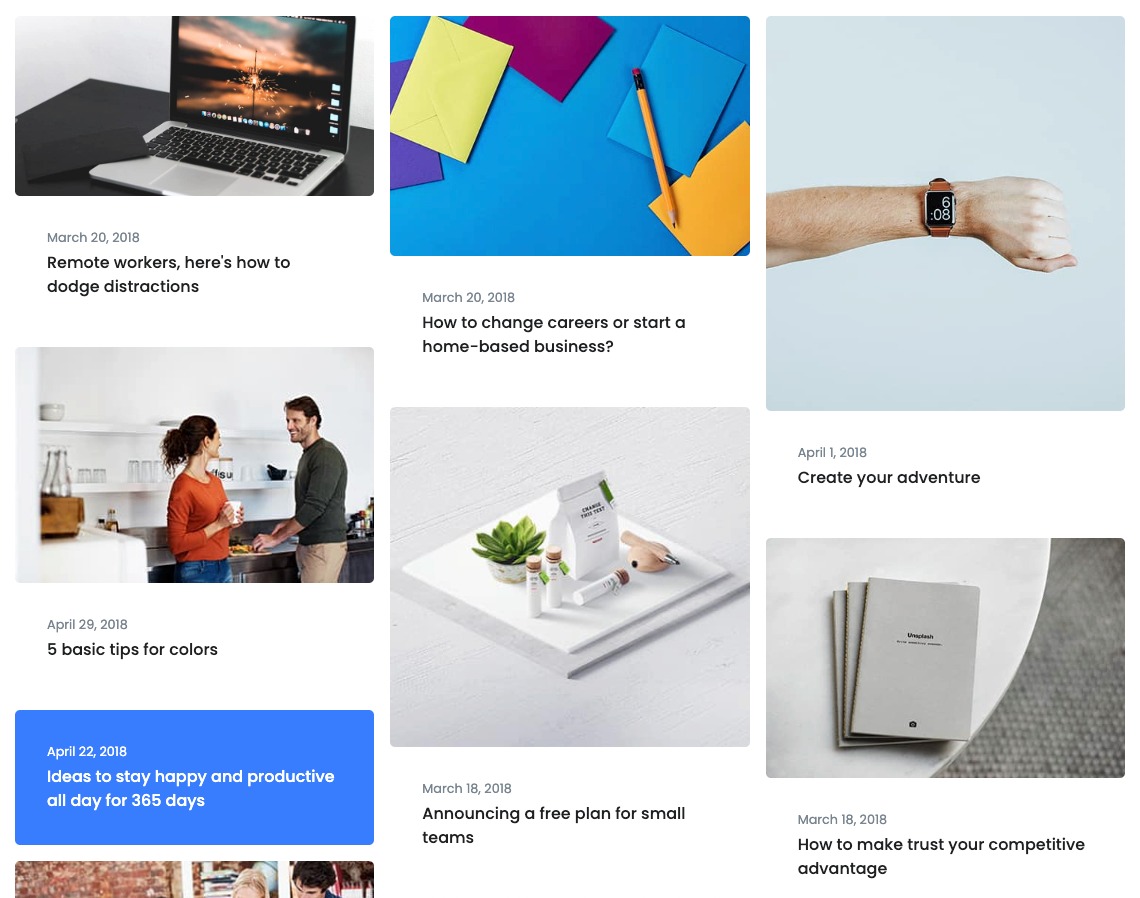 March 20, 2018
Remote workers, here's how to
dodge distractions
April 29, 2018
5 basic tips for colors
April 22, 2018
Ideas to stay happy and productive
all day for 365 days
March 20, 2018
How to change careers or start a
home-based business?
CHANGE
THIS TEXT
March 18, 2018
Announcing a free plan for small
teams
6
:08
April 1, 2018
Create your adventure
Unsplash
March 18, 2018
How to make trust your competitive
advantage